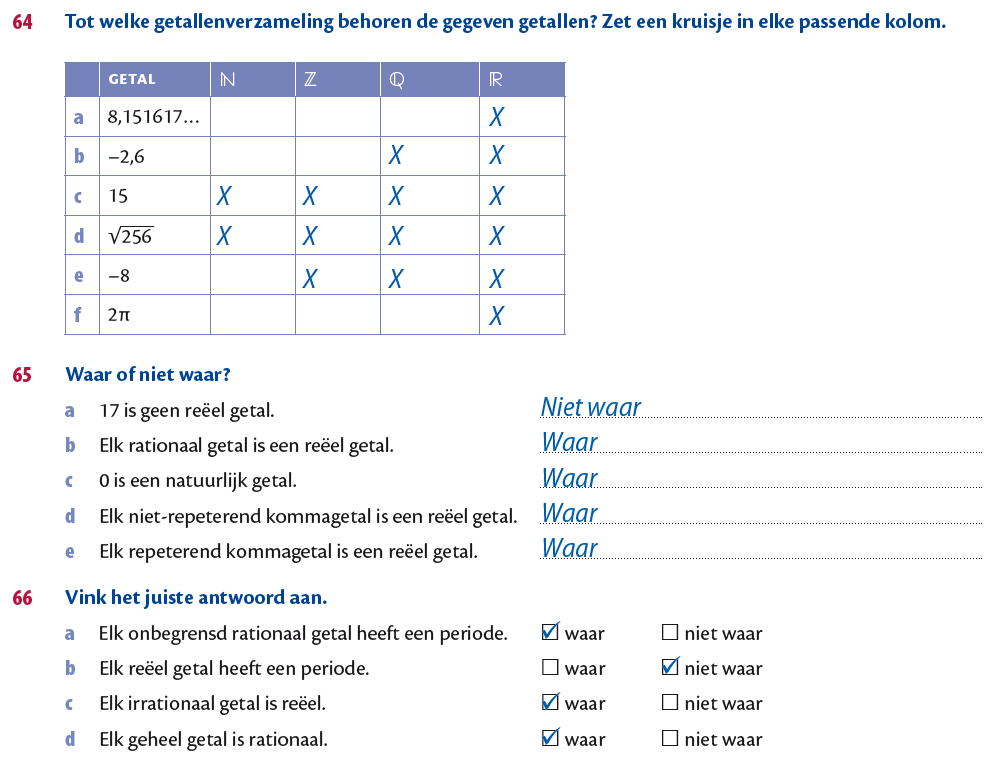 64 Tot welke getallenverzameling behoren de gegeven getallen? Zet een kruisje in elke passende kolom.
GETAL ℕ ℤ ℚ ℝ
a 8,151617... X
b –2,6 X X
c 15 X X X X
d √256 X X X X
e –8 X X X
f 2π X
65 Waar of niet waar?
a 17 is geen reëel getal. Niet waar
b Elk rationaal getal is een reëel getal. Waar
c 0 is een natuurlijk getal. Waar
d Elk niet-repeterend kommagetal is een reëel getal. Waar
e Elk repeterend kommagetal is een reëel getal. Waar
66 Vink het juiste antwoord aan.
a Elk onbegrensd rationaal getal heeft een periode. ☑ waar ☐ niet waar
b Elk reëel getal heeft een periode. ☐ waar ☑ niet waar
c Elk irrationaal getal is reëel. ☑ waar ☐ niet waar
d Elk geheel getal is rationaal. ☑ waar ☐ niet waar